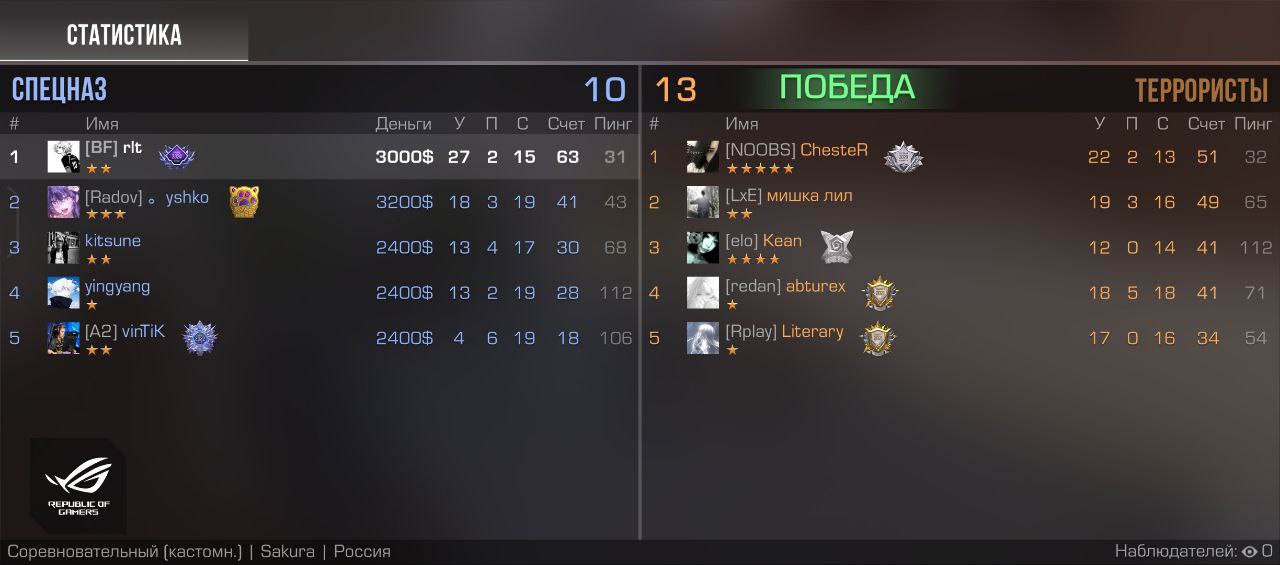 СТАТИСТИКА
СПЕЦНАЗ 10
# Имя Деньги У П С Счет Пинг
1 [BF] rlt 3000$ 27 2 15 63 31
2 [Radov] 。 yshko 3200$ 18 3 19 41 43
3 kitsune 2400$ 13 4 17 30 68
4 yingyang 2400$ 13 2 19 28 112
5 [A2] vinTiK 2400$ 4 6 19 18 106
13 ПОБЕДА ТЕРРОРИСТЫ
# Имя У П С Счет Пинг
1 [NOOBS] ChesteR 22 2 13 51 32
2 [LxE] мишка лил 19 3 16 49 65
3 [elo] Kean 12 0 14 41 112
4 [redan] abturex 18 5 18 41 71
5 [Rplay] Literary 17 0 16 34 54
REPUBLIC OF
GAMERS
Соревновательный (кастомн.) | Sakura | Россия
Наблюдателей: 0